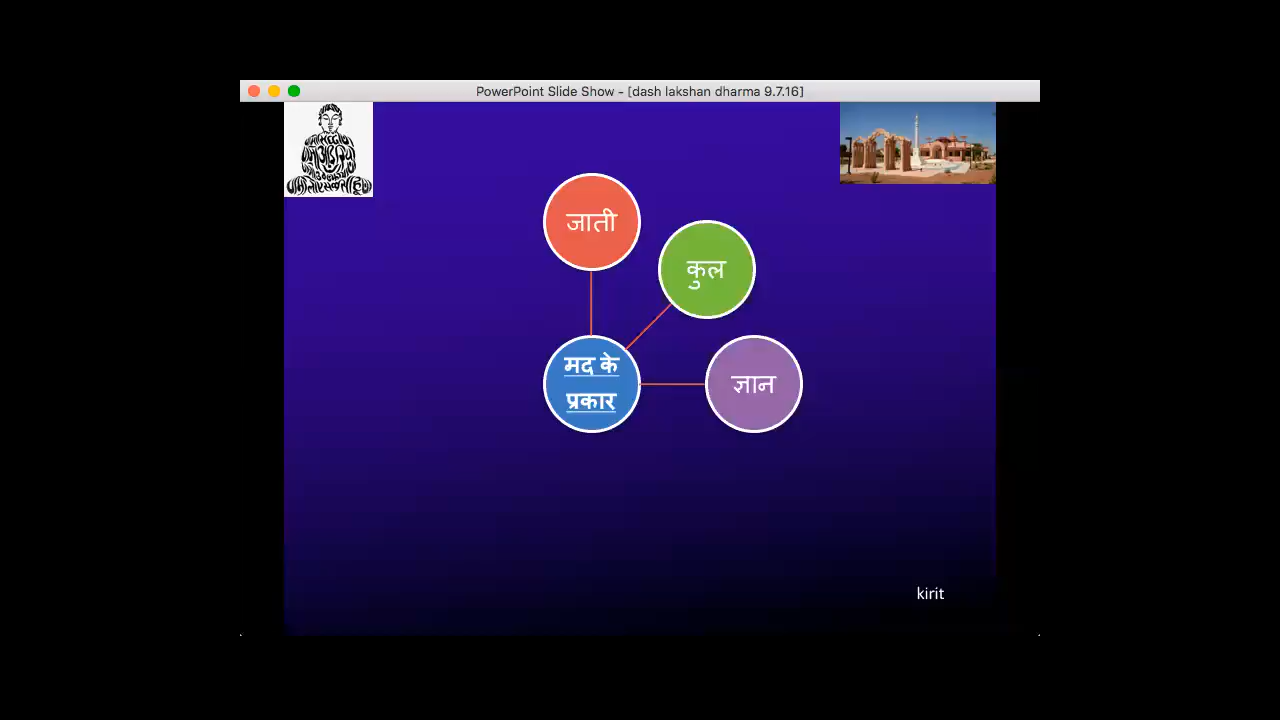 PowerPoint Slide Show - [dash lakshan dharma 9.7.16]
जाती
कुल
मद के
प्रकार
ज्ञान
kirit